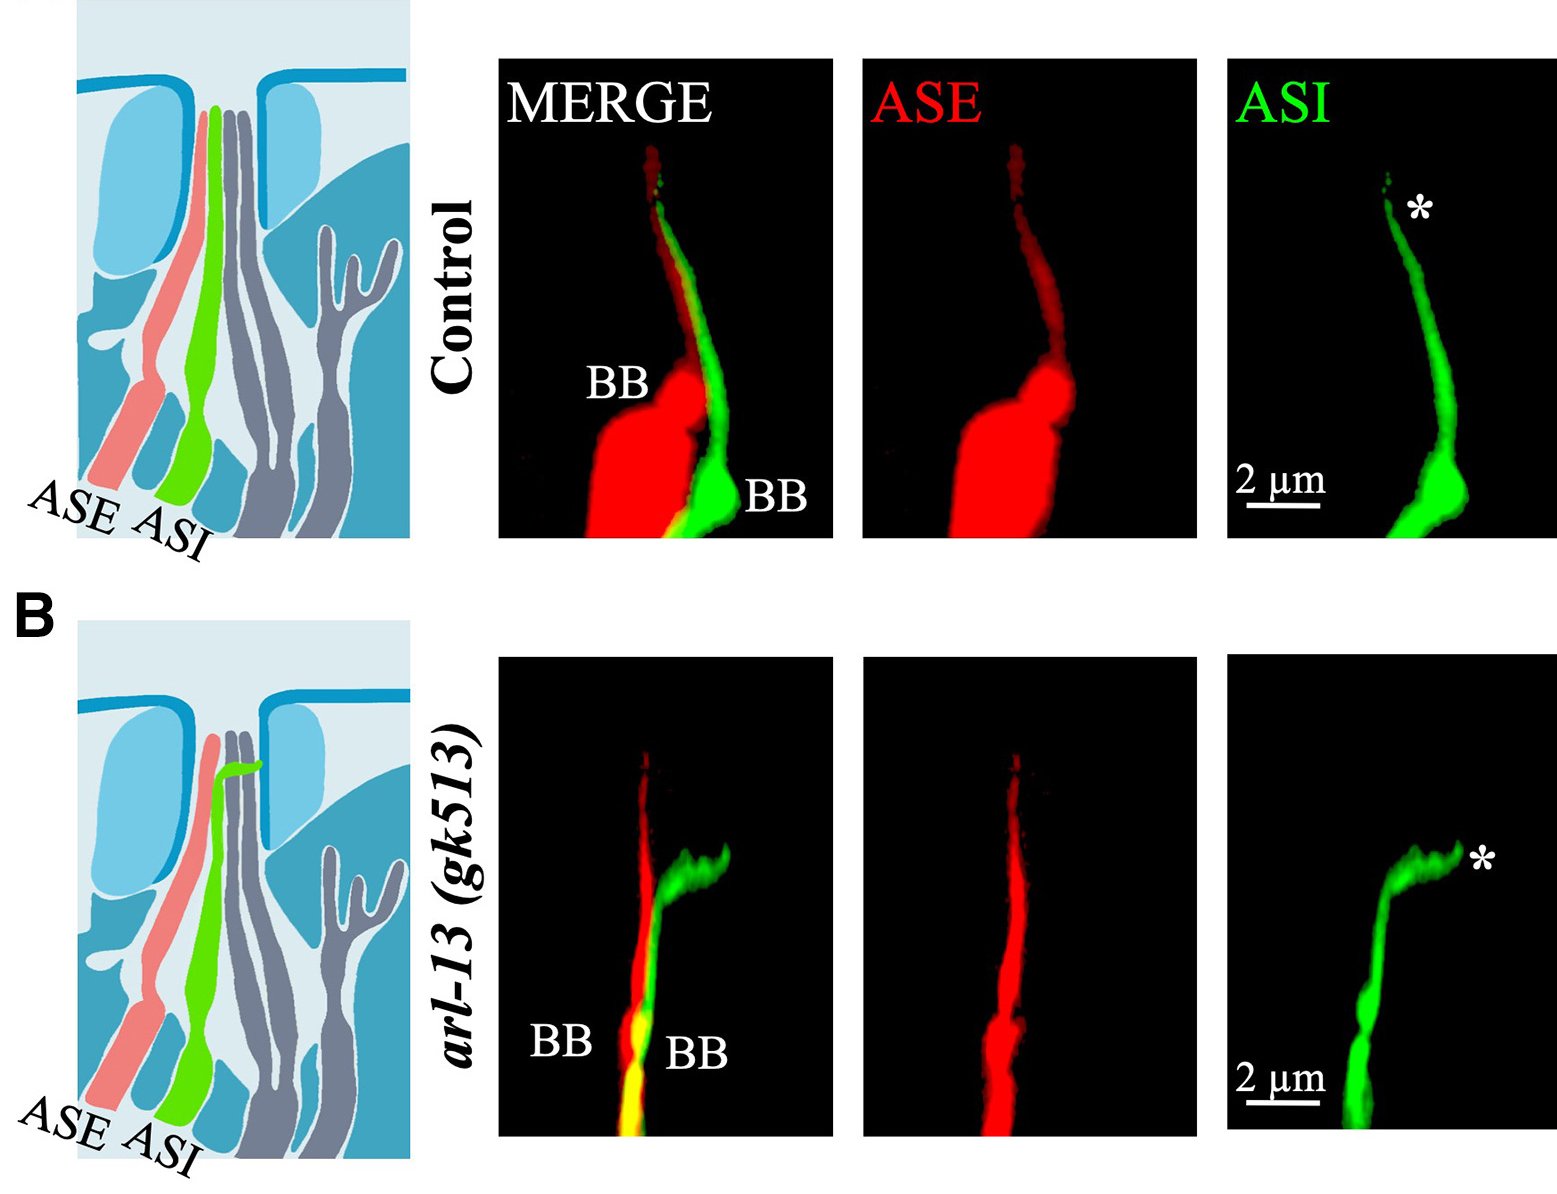 MERGE
ASE
ASI
*
Control
BB
BB
2 µm
ASE
ASI
B
arl-13 (gk513)
*
BB
BB
2 µm
ASE
ASI